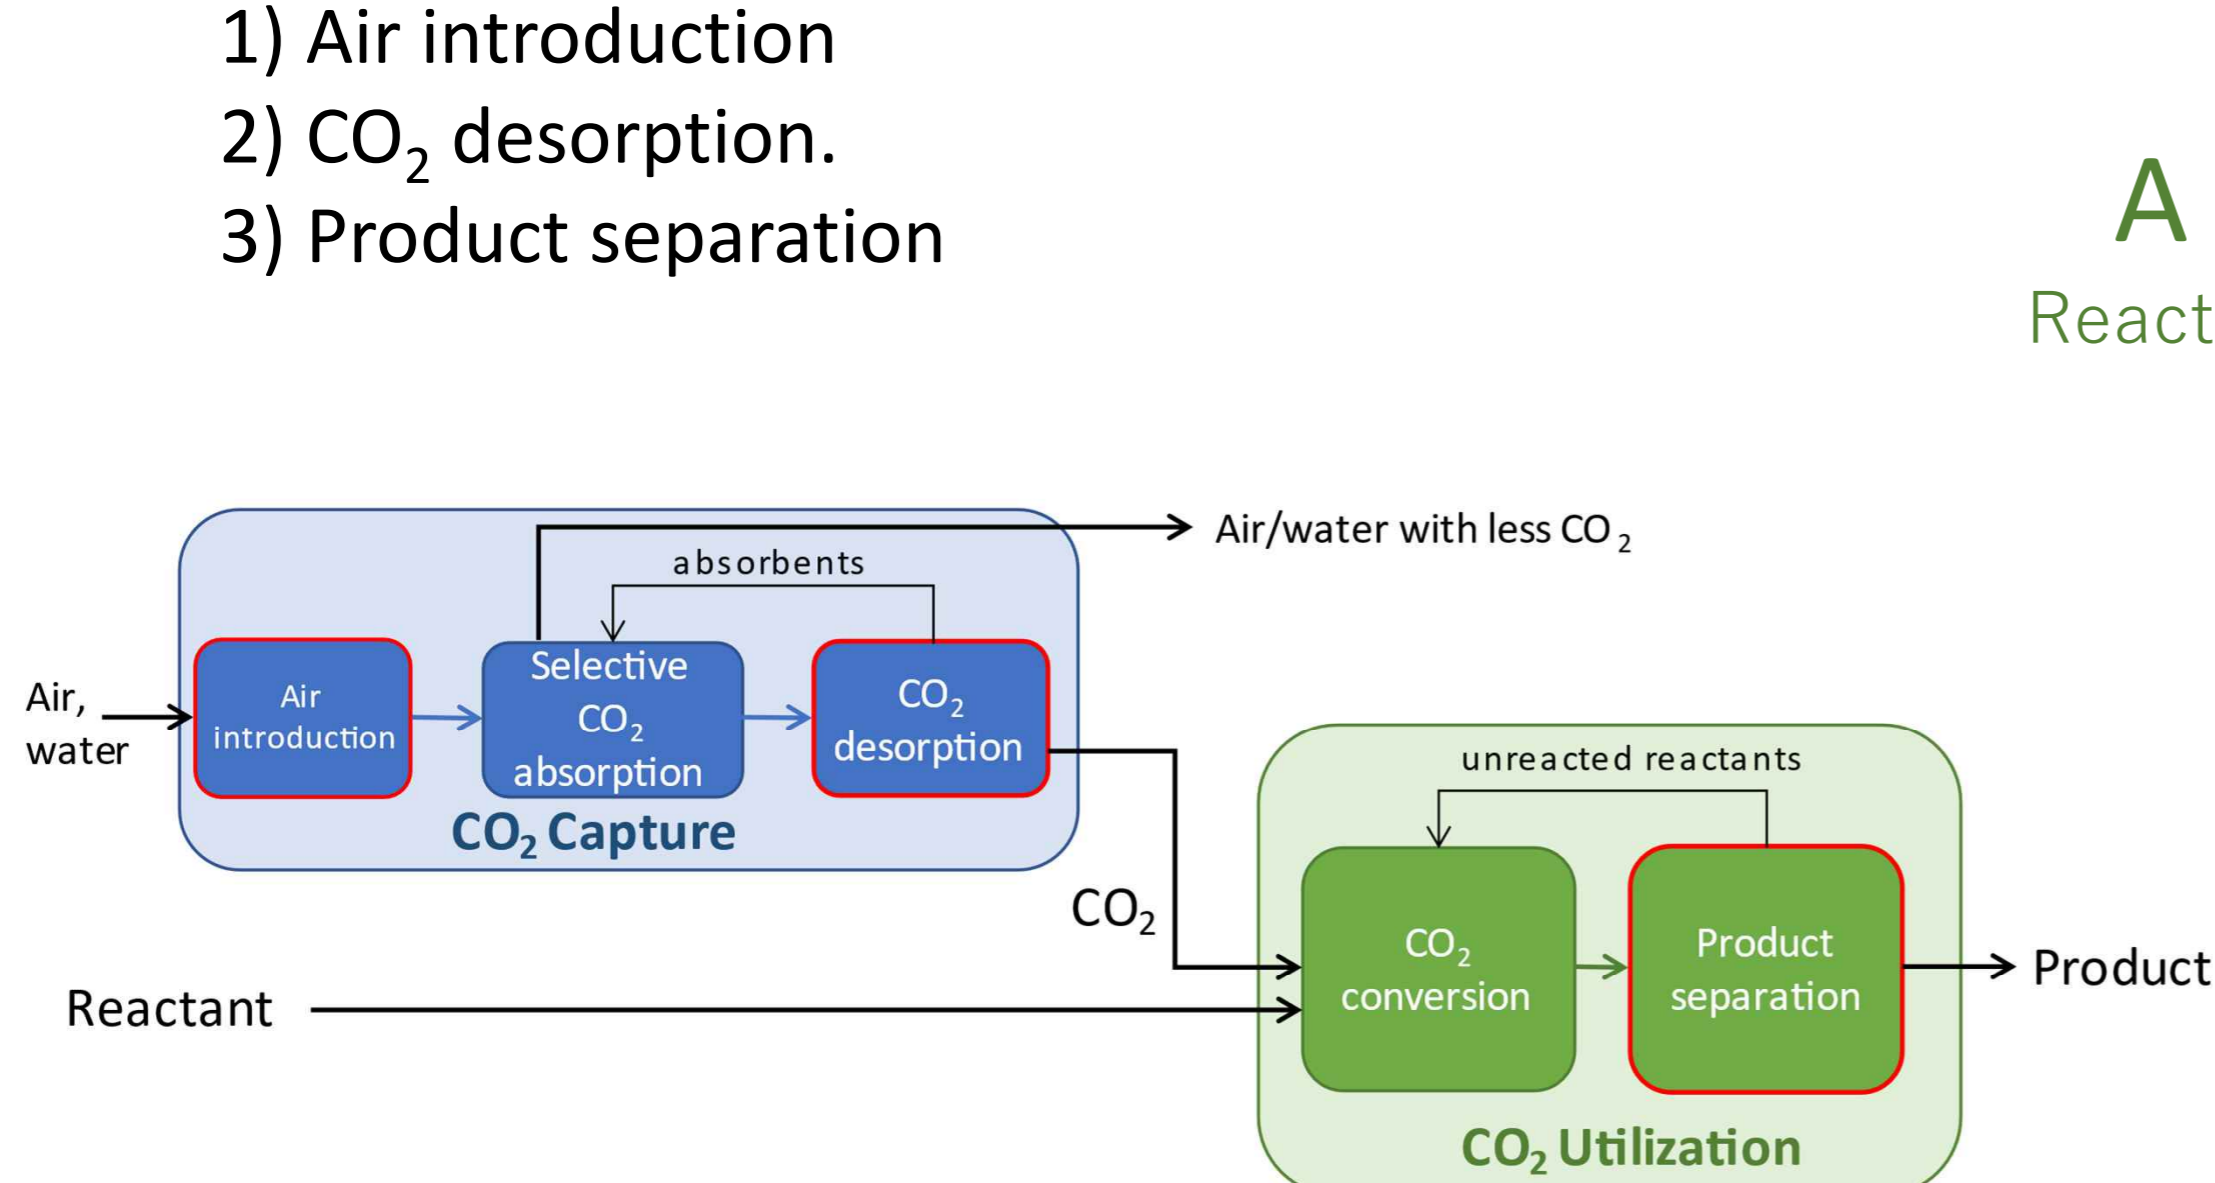 1) Air introduction
2) CO₂ desorption.
3) Product separation
A
React
Air/water with less CO₂
absorbents
Air,
water
Air
introduction
Selective
CO₂
absorption
CO₂
desorption
CO₂ Capture
unreacted reactants
CO₂
Reactant
CO₂
conversion
Product
separation
Product
CO₂ Utilization